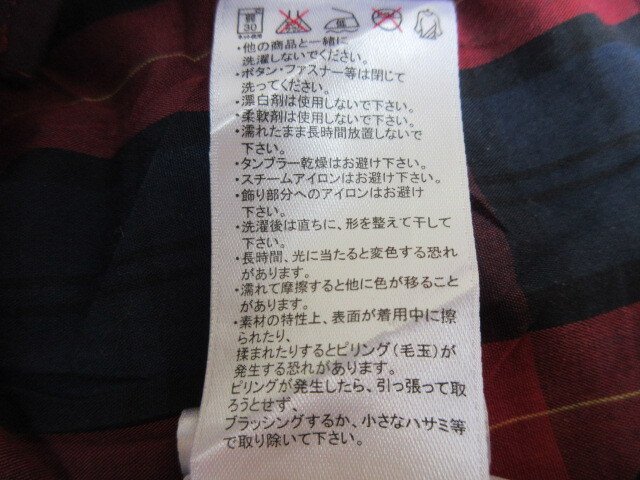 弱
30
ネット使用
低
・他の商品と一緒に
洗濯しないでください。
・ボタン・ファスナー等は閉じて
洗ってください。
・漂白剤は使用しないで下さい。
・柔軟剤は使用しないで下さい。
・濡れたまま長時間放置しないで
下さい。
・タンブラー乾燥はお避け下さい。
・スチームアイロンはお避け下さい。
・飾り部分へのアイロンはお避け
下さい。
・洗濯後は直ちに、形を整えて干して
下さい。
・長時間、光に当たると変色する恐れ
があります。
・濡れて摩擦すると他に色が移ること
があります。
・素材の特性上、表面が着用中に擦
られたり、
揉まれたりするとピリング(毛玉)が
発生する恐れがあります。
ピリングが発生したら、引っ張って取
ろうとせず、
ブラッシングするか、小さなハサミ等
で取り除いて下さい。